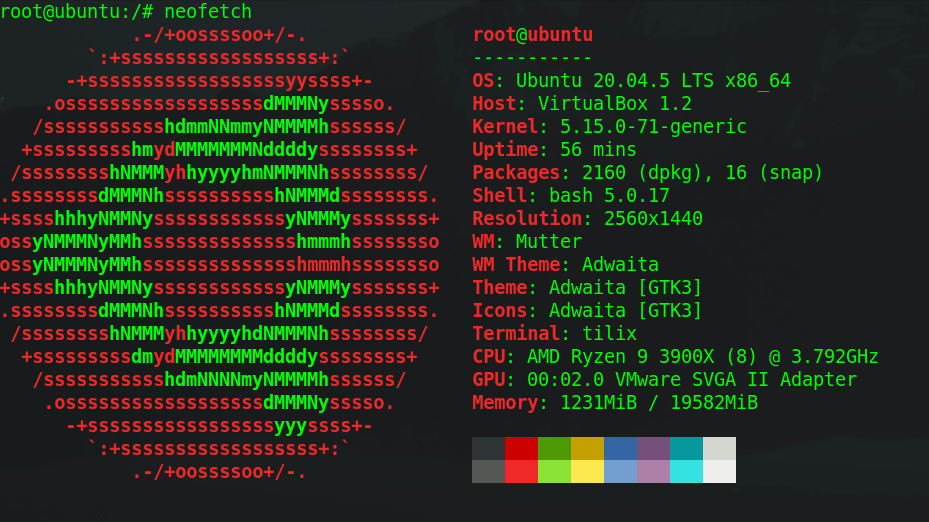 root@ubuntu:/# neofetch
            .-/+oossssoo+/-.               root@ubuntu
        `:+ssssssssssssssssss+:`           -----------
      -+ssssssssssssssssssyyssss+-         OS: Ubuntu 20.04.5 LTS x86_64
    .ossssssssssssssssssdMMMNysssso.       Host: VirtualBox 1.2
   /ssssssssssshdmmNNmmyNMMMMhssssss/      Kernel: 5.15.0-71-generic
  +ssssssssshmydMMMMMMMNddddyssssssss+     Uptime: 56 mins
 /sssssssshNMMMyhhyyyyhmNMMMNhssssssss/    Packages: 2160 (dpkg), 16 (snap)
.ssssssssdMMMNhsssssssssshNMMMdssssssss.   Shell: bash 5.0.17
+sssshhhyNMMNyssssssssssssyNMMMysssssss+   Resolution: 2560x1440
ossyNMMMNyMMhsssssssssssssshmmmhssssssso   WM: Mutter
ossyNMMMNyMMhsssssssssssssshmmmhssssssso   WM Theme: Adwaita
+sssshhhyNMMNyssssssssssssyNMMMysssssss+   Theme: Adwaita [GTK3]
.ssssssssdMMMNhsssssssssshNMMMdssssssss.   Icons: Adwaita [GTK3]
 /sssssssshNMMMyhhyyyyhdNMMMNhssssssss/    Terminal: tilix
  +sssssssssdmydMMMMMMMMddddyssssssss+     CPU: AMD Ryzen 9 3900X (8) @ 3.792GHz
   /ssssssssssshdmNNNNmyNMMMMhssssss/      GPU: 00:02.0 VMware SVGA II Adapter
    .ossssssssssssssssssdMMMNysssso.       Memory: 1231MiB / 19582MiB
      -+sssssssssssssssssyyyssss+-
        `:+ssssssssssssssssss+:`
            .-/+oossssoo+/-.